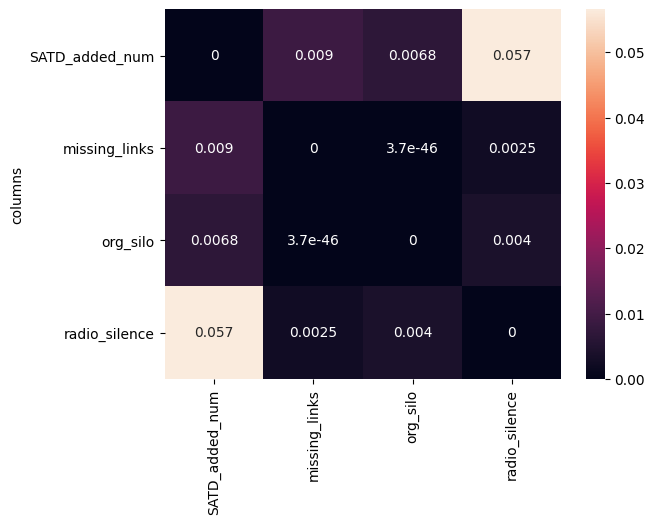 SATD_added_num 0 0.009 0.0068 0.057
missing_links 0.009 0 3.7e-46 0.0025
org_silo 0.0068 3.7e-46 0 0.004
radio_silence 0.057 0.0025 0.004 0
columns
SATD_added_num missing_links org_silo radio_silence
0.05
0.04
0.03
0.02
0.01
0.00